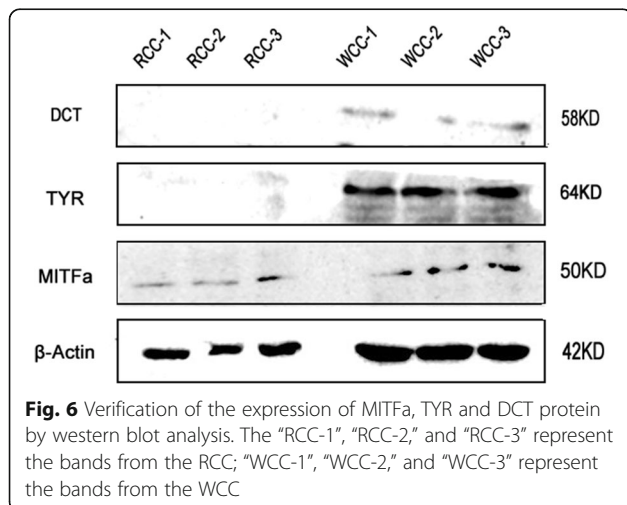 RCC-1 RCC-2 RCC-3 WCC-1 WCC-2 WCC-3
DCT 58KD
TYR 64KD
MITFa 50KD
β-Actin 42KD
Fig. 6 Verification of the expression of MITFa, TYR and DCT protein
by western blot analysis. The “RCC-1”, “RCC-2,” and “RCC-3” represent
the bands from the RCC; “WCC-1”, “WCC-2,” and “WCC-3” represent
the bands from the WCC